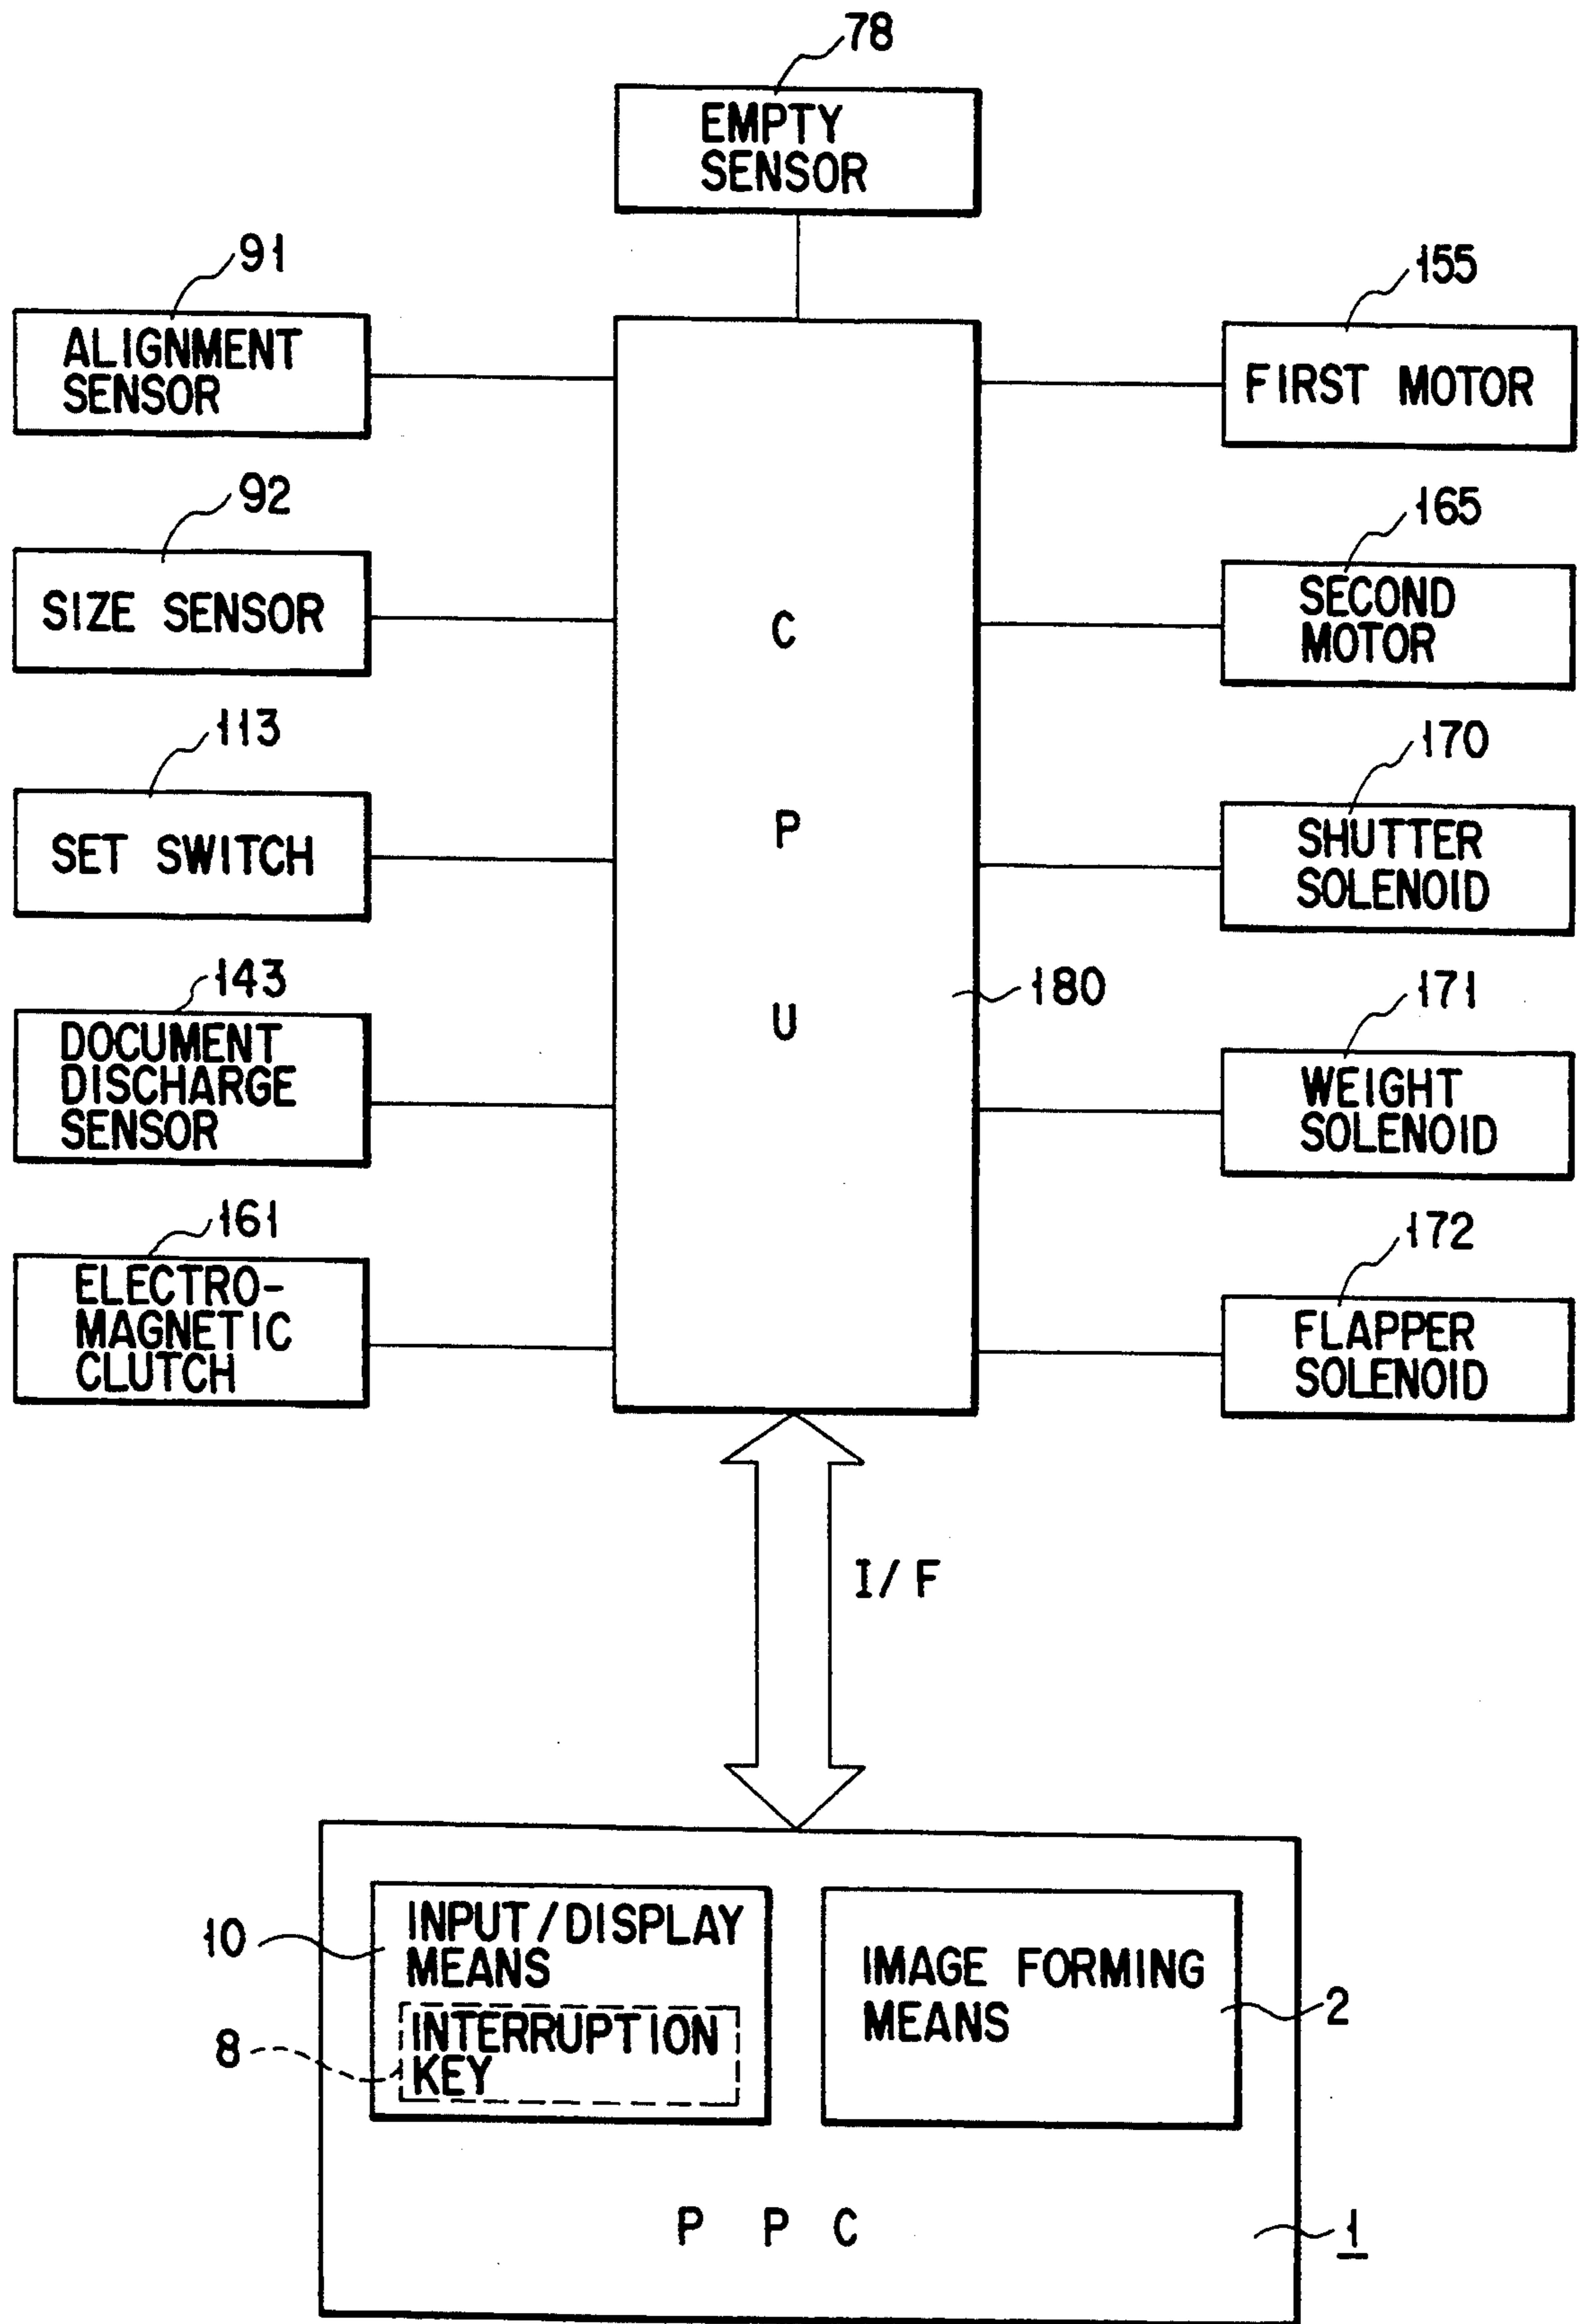 78
EMPTY
SENSOR
91
ALIGNMENT
SENSOR
155
FIRST MOTOR
92
SIZE SENSOR
165
SECOND
MOTOR
113
SET SWITCH
170
SHUTTER
SOLENOID
C
P
U
180
143
DOCUMENT
DISCHARGE
SENSOR
171
WEIGHT
SOLENOID
161
ELECTRO-
MAGNETIC
CLUTCH
172
FLAPPER
SOLENOID
I/F
10
INPUT/DISPLAY
MEANS
8
INTERRUPTION
KEY
IMAGE FORMING
MEANS
2
P P C
1